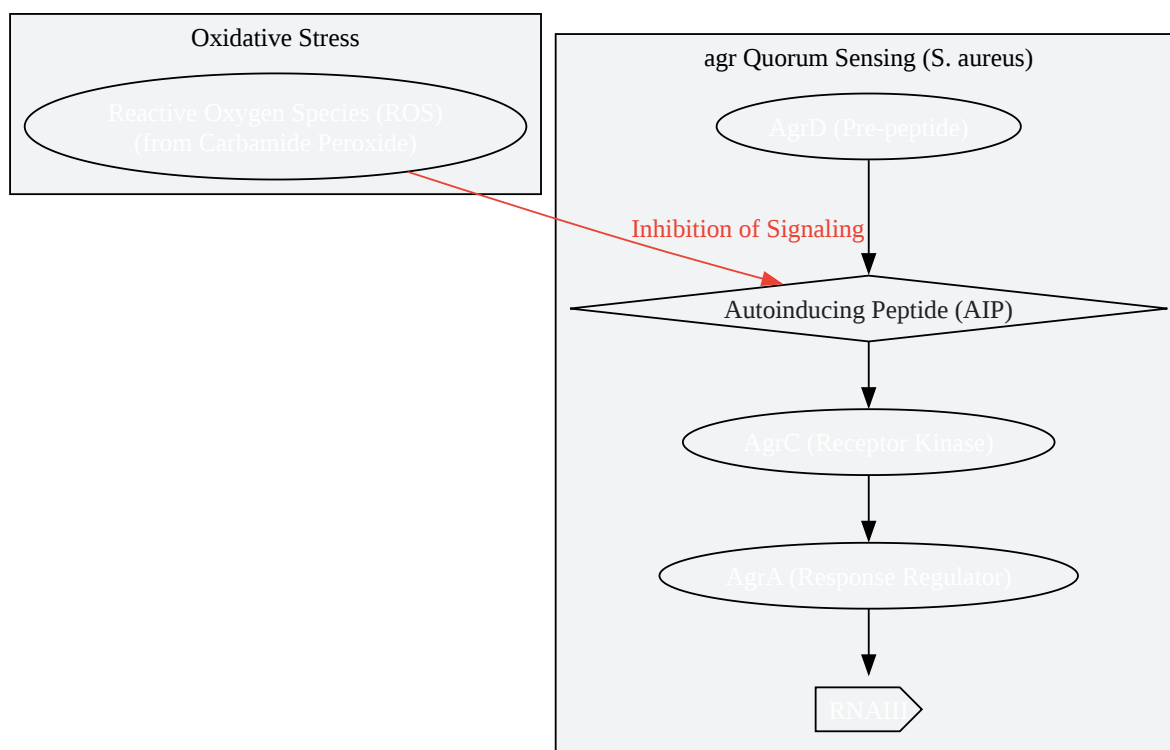 Oxidative Stress
Reactive Oxygen Species (ROS)
(from Carbamide Peroxide)
agr Quorum Sensing (S. aureus)
AgrD (Pre-peptide)
Inhibition of Signaling
Autoinducing Peptide (AIP)
AgrC (Receptor Kinase)
AgrA (Response Regulator)
RNAIII